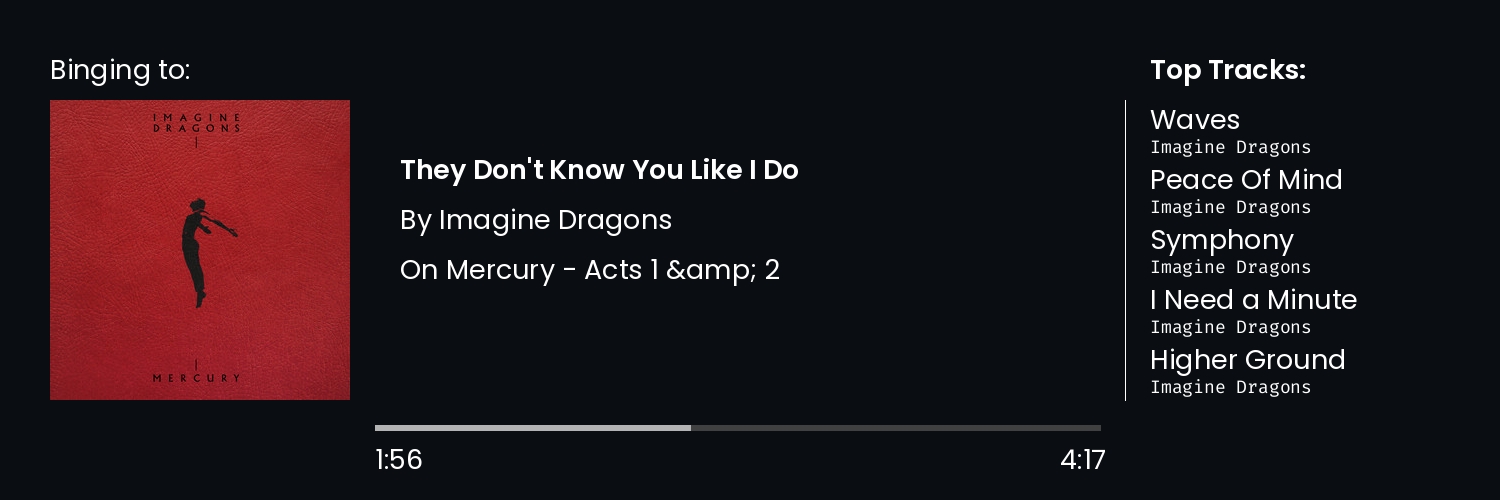 Binging to:
IMAGINE
DRAGONS
MERCURY
They Don't Know You Like I Do
By Imagine Dragons
On Mercury - Acts 1 &amp; 2
1:56
4:17
Top Tracks:
Waves
Imagine Dragons
Peace Of Mind
Imagine Dragons
Symphony
Imagine Dragons
I Need a Minute
Imagine Dragons
Higher Ground
Imagine Dragons